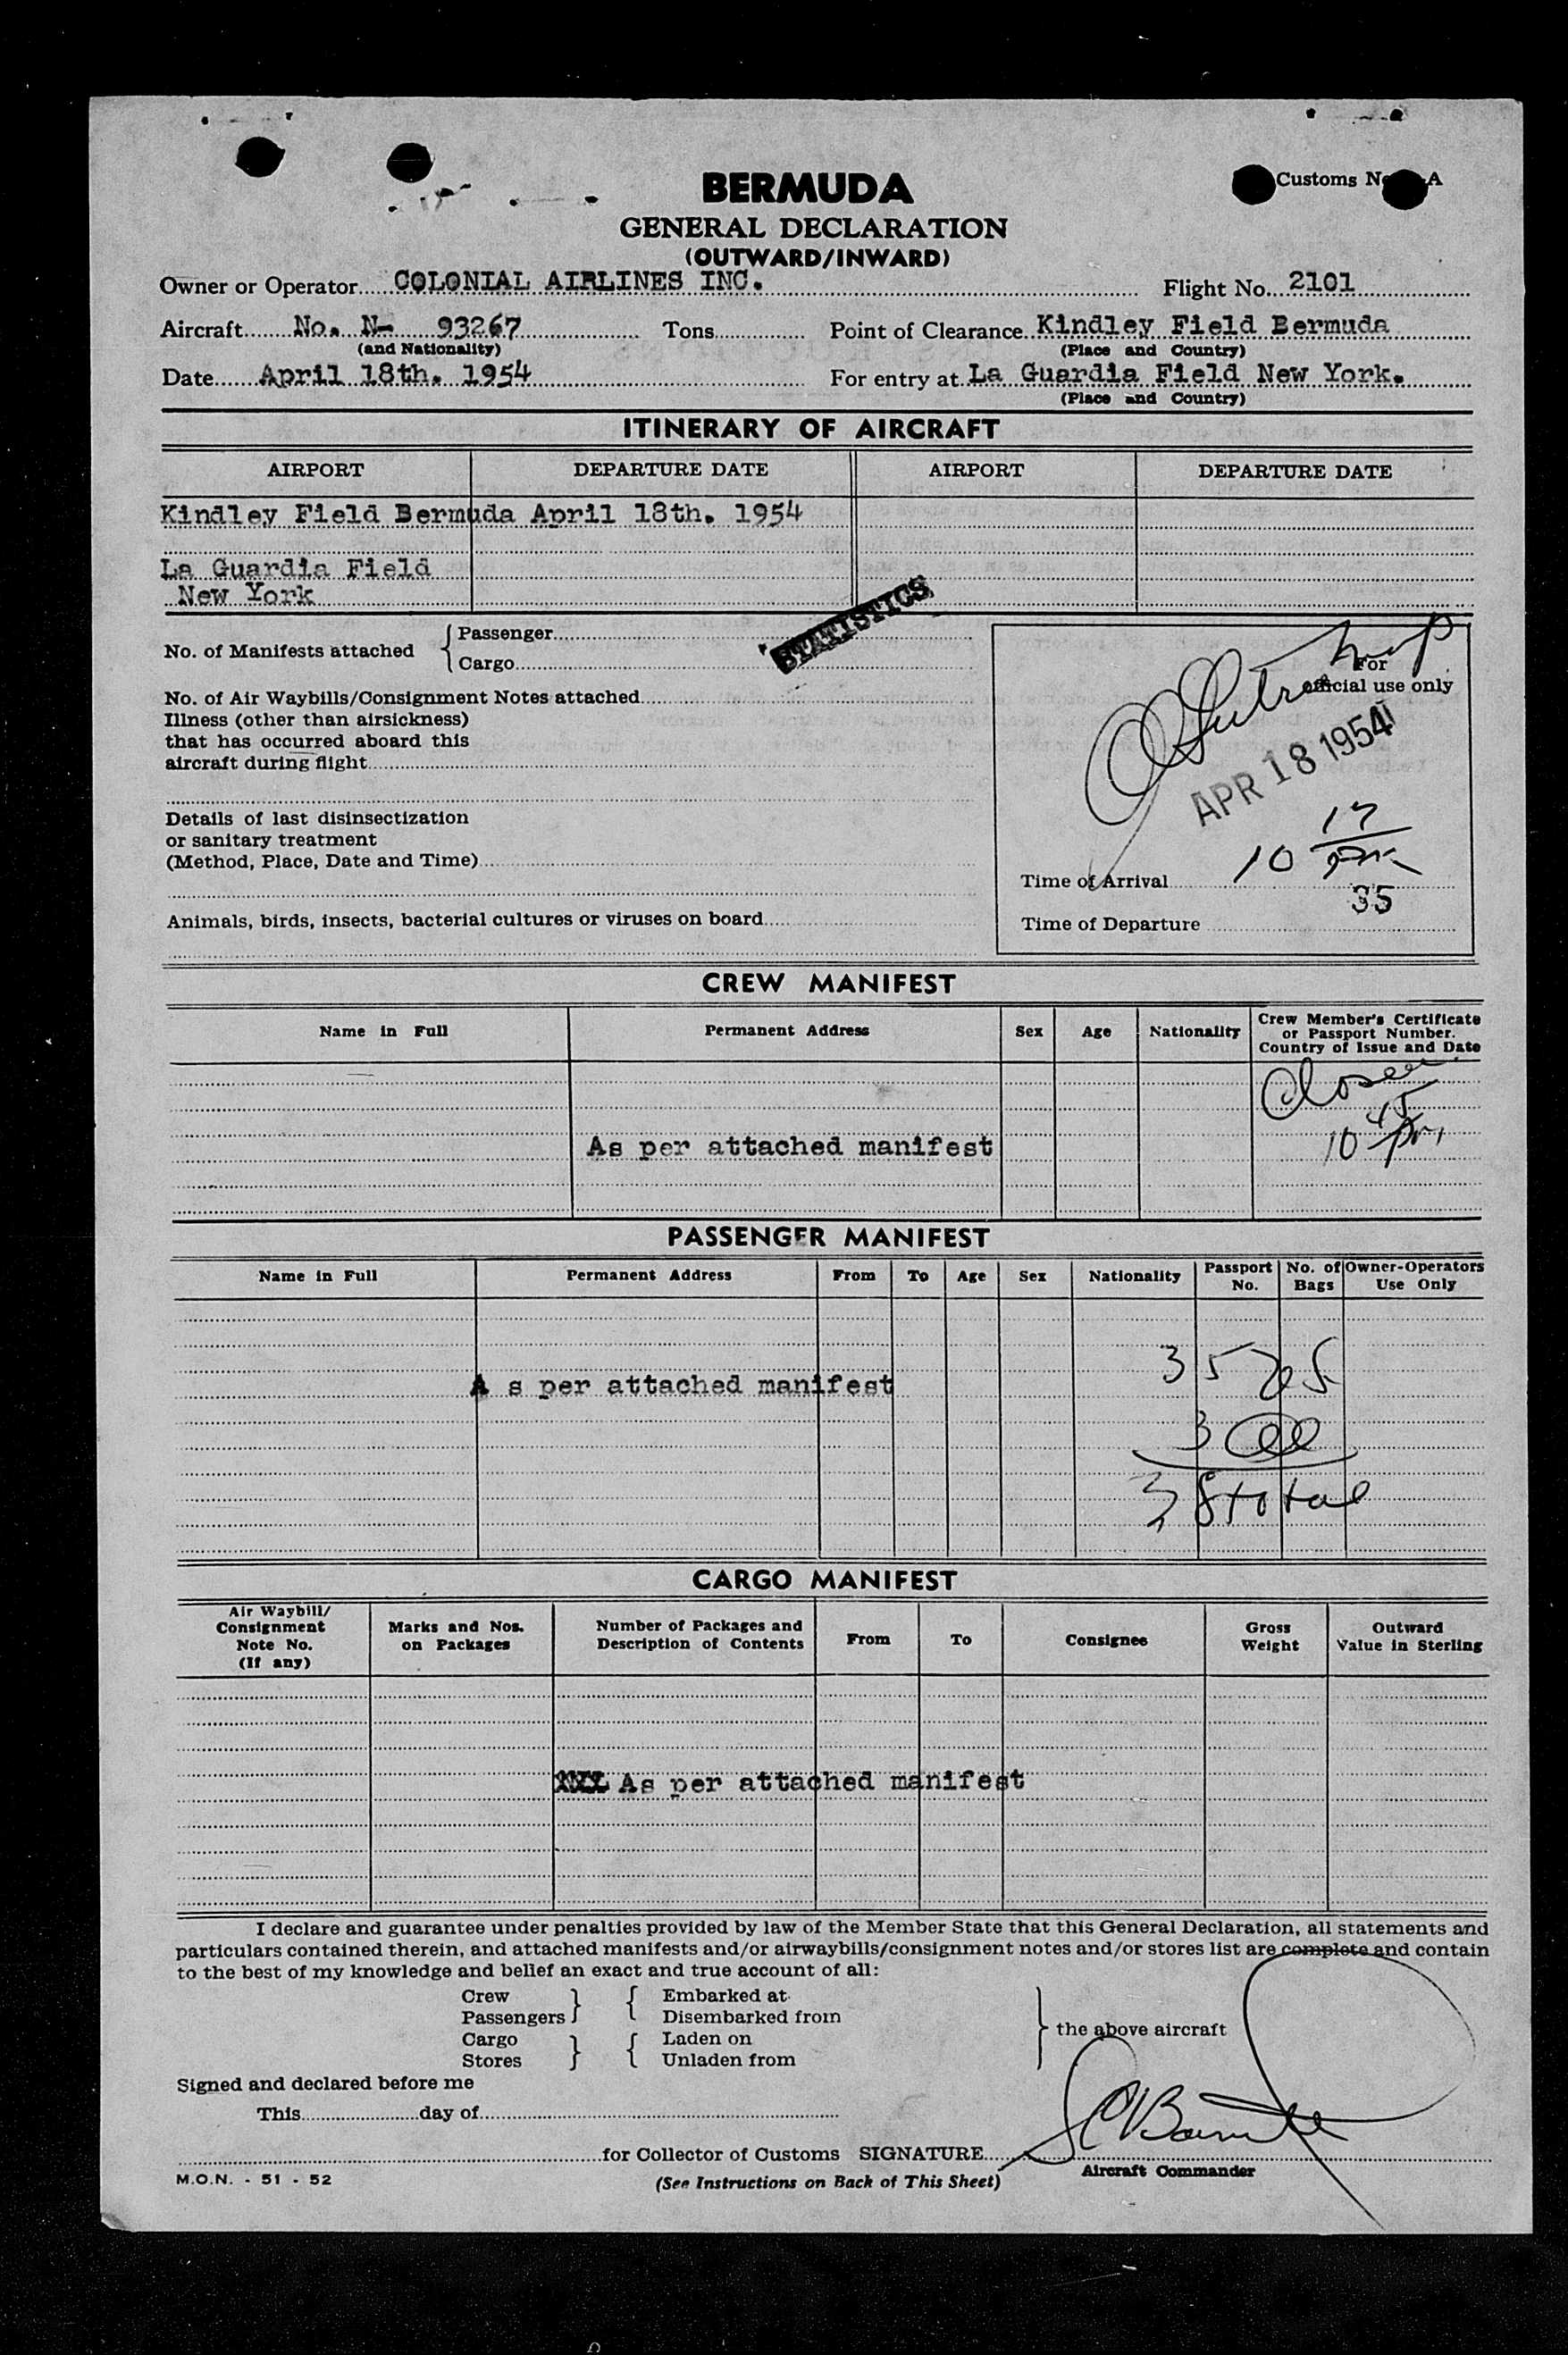 Customs No A
BERMUDA
GENERAL DECLARATION
(OUTWARD/INWARD)
Owner or Operator COLONIAL AIRLINES INC. Flight No. 2101
Aircraft No. N- 93267 Tons Point of Clearance Kindley Field Bermuda
(and Nationality) (Place and Country)
Date April 18th. 1954 For entry at La Guardia Field New York.
(Place and Country)
ITINERARY OF AIRCRAFT
AIRPORT DEPARTURE DATE AIRPORT DEPARTURE DATE
Kindley Field Bermuda April 18th. 1954
La Guardia Field
New York
STATISTICS
No. of Manifests attached { Passenger
Cargo
No. of Air Waybills/Consignment Notes attached
Illness (other than airsickness)
that has occurred aboard this
aircraft during flight
Details of last disinsectization
or sanitary treatment
(Method, Place, Date and Time)
Animals, birds, insects, bacterial cultures or viruses on board
For
official use only
APR 18 1954
Time of Arrival 10 17 pm
35
Time of Departure
CREW MANIFEST
Name in Full Permanent Address Sex Age Nationality Crew Member's Certificate
or Passport Number.
Country of Issue and Date
Closed
10 45 pm
As per attached manifest
PASSENGER MANIFEST
Name in Full Permanent Address From To Age Sex Nationality Passport No. No. of Bags Owner-Operators Use Only
35
A s per attached manifest
3
38 total
CARGO MANIFEST
Air Waybill/
Consignment
Note No.
(If any)
Marks and Nos.
on Packages
Number of Packages and
Description of Contents
From To Consignee
Gross
Weight
Outward
Value in Sterling
As per attached manifest
I declare and guarantee under penalties provided by law of the Member State that this General Declaration, all statements and
particulars contained therein, and attached manifests and/or airwaybills/consignment notes and/or stores list are complete and contain
to the best of my knowledge and belief an exact and true account of all:
Crew } { Embarked at
Passengers Disembarked from
Cargo } { Laden on
Stores Unladen from
} the above aircraft
Signed and declared before me
This day of
for Collector of Customs SIGNATURE
M.O.N. - 51 - 52 (See Instructions on Back of This Sheet) Aircraft Commander